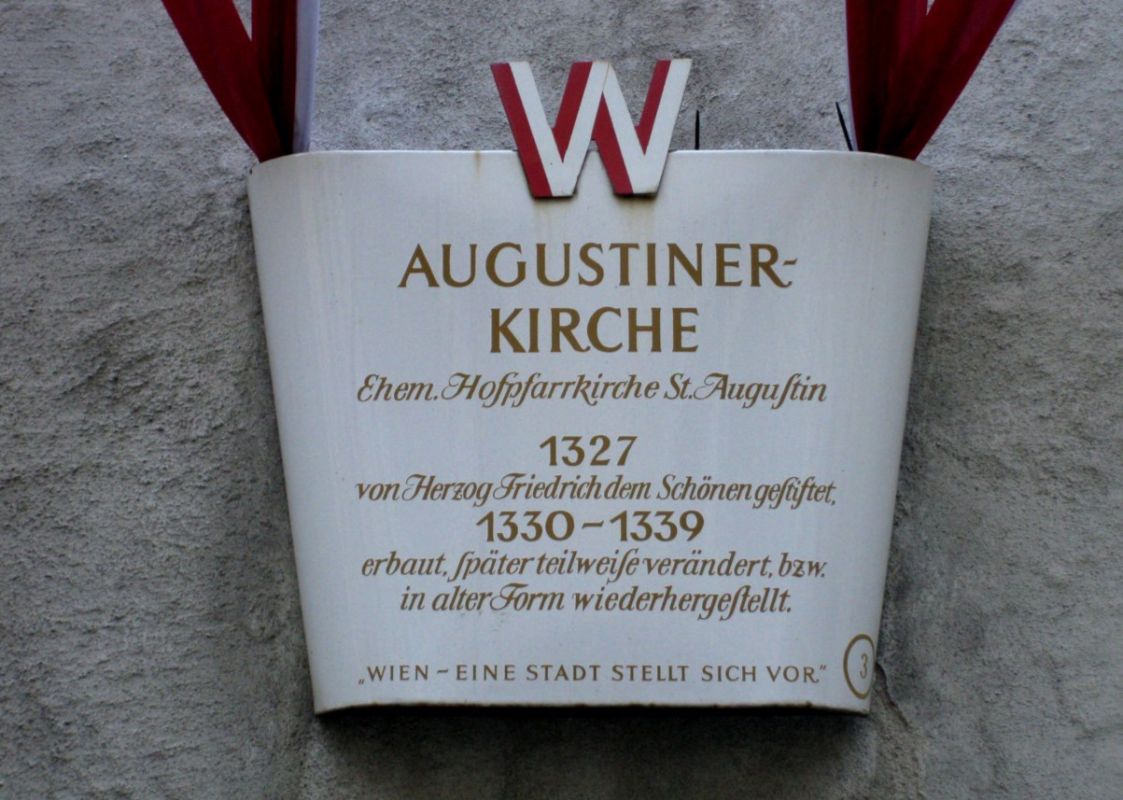 W
AUGUSTINER-
KIRCHE
Ehem. Hofpfarrkirche St. Auguſtin
1327
von Herzog Friedrich dem Schönen geſtiftet,
1330-1339
erbaut, ſpäter teilweiſe verändert, bzw.
in alter Form wiederhergeſtellt.
„WIEN - EINE STADT STELLT SICH VOR.”
3